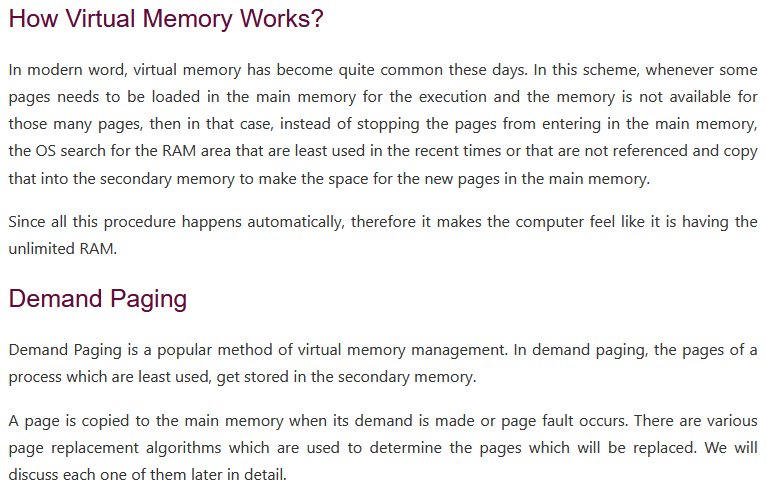 How Virtual Memory Works?
In modern word, virtual memory has become quite common these days. In this scheme, whenever some
pages needs to be loaded in the main memory for the execution and the memory is not available for
those many pages, then in that case, instead of stopping the pages from entering in the main memory,
the OS search for the RAM area that are least used in the recent times or that are not referenced and copy
that into the secondary memory to make the space for the new pages in the main memory.
Since all this procedure happens automatically, therefore it makes the computer feel like it is having the
unlimited RAM.
Demand Paging
Demand Paging is a popular method of virtual memory management. In demand paging, the pages of a
process which are least used, get stored in the secondary memory.
A page is copied to the main memory when its demand is made or page fault occurs. There are various
page replacement algorithms which are used to determine the pages which will be replaced. We will
discuss each one of them later in detail.